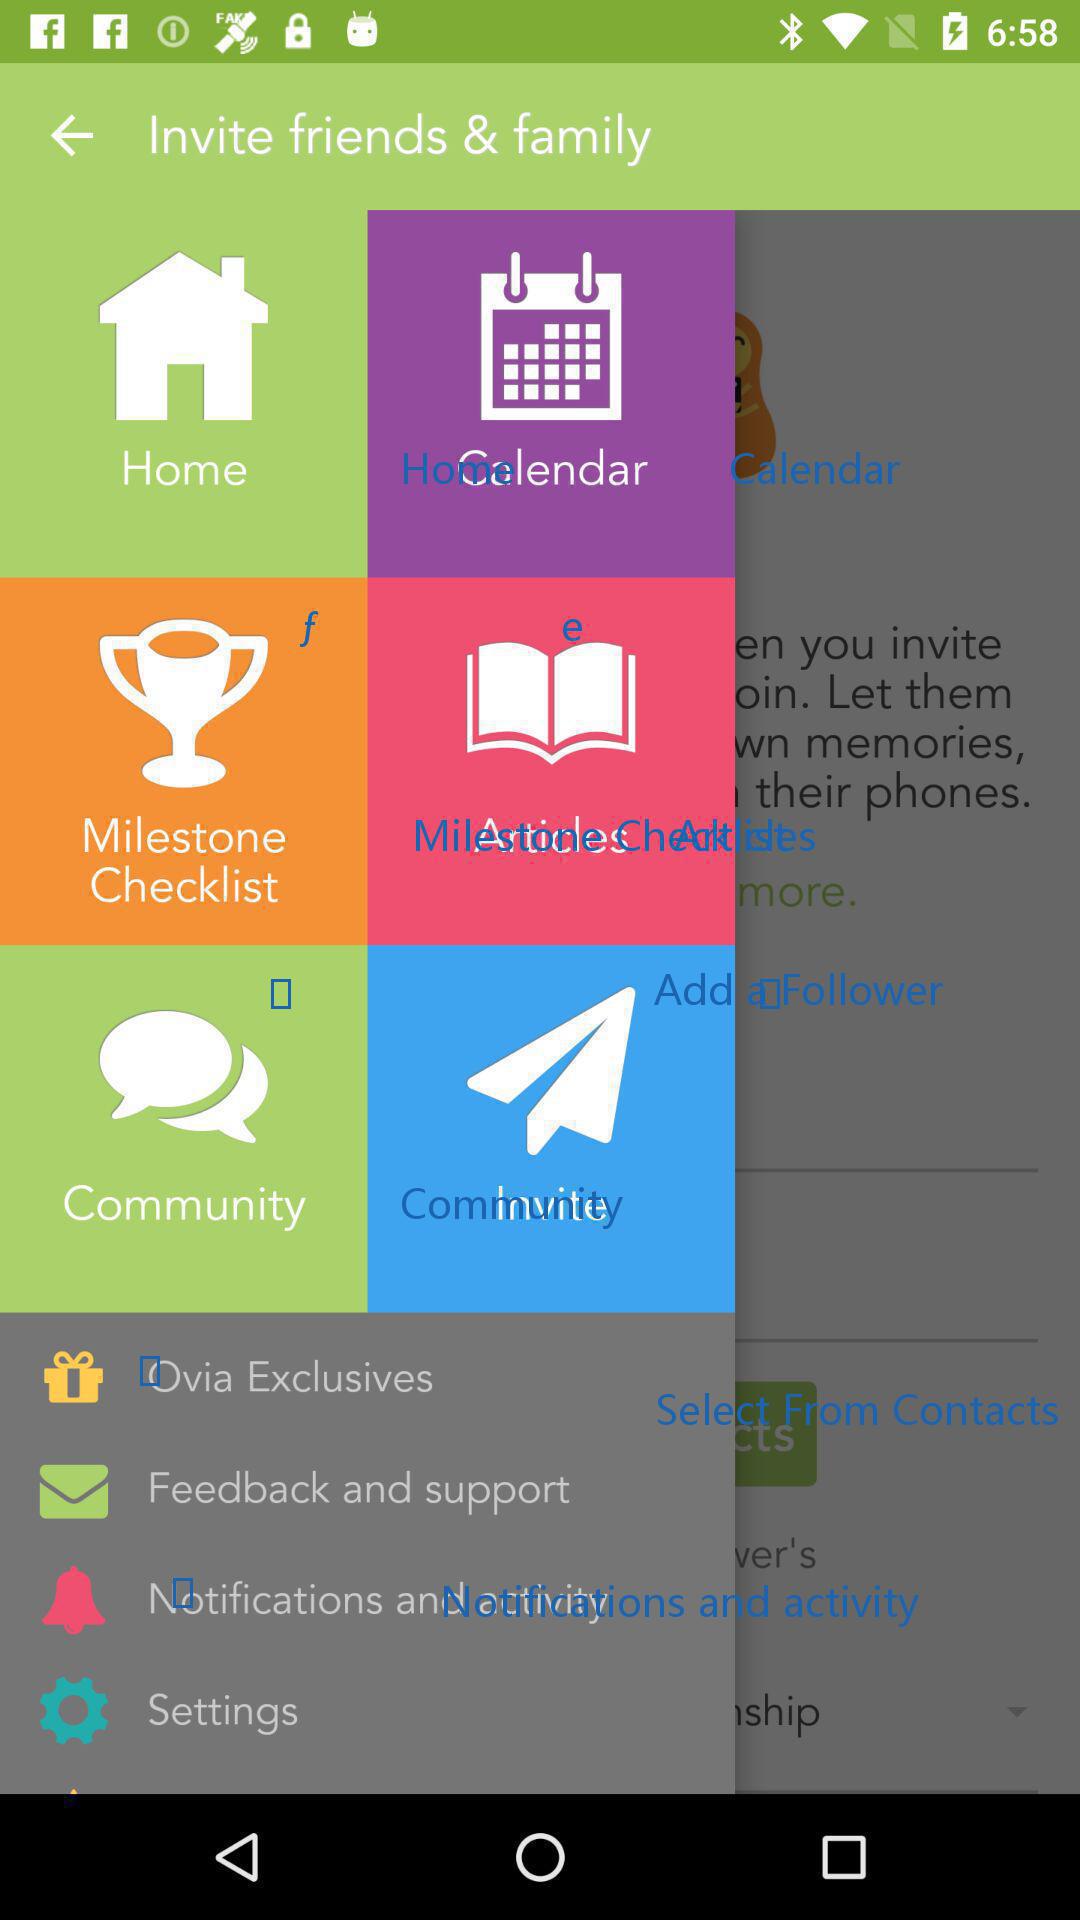 FAKE
6:58
Invite friends & family
Home
Calendar
Home
Calendar
f
e
en you invite
oin. Let them
wn memories,
their phones.
Milestone
Checklist
Articles
Milestone Checklist
Articles
more.
Add a Follower
Community
Invite
Community
Ovia Exclusives
Select From Contacts
cts
Feedback and support
wer's
Notifications and activity
Notifications and activity
Settings
nship